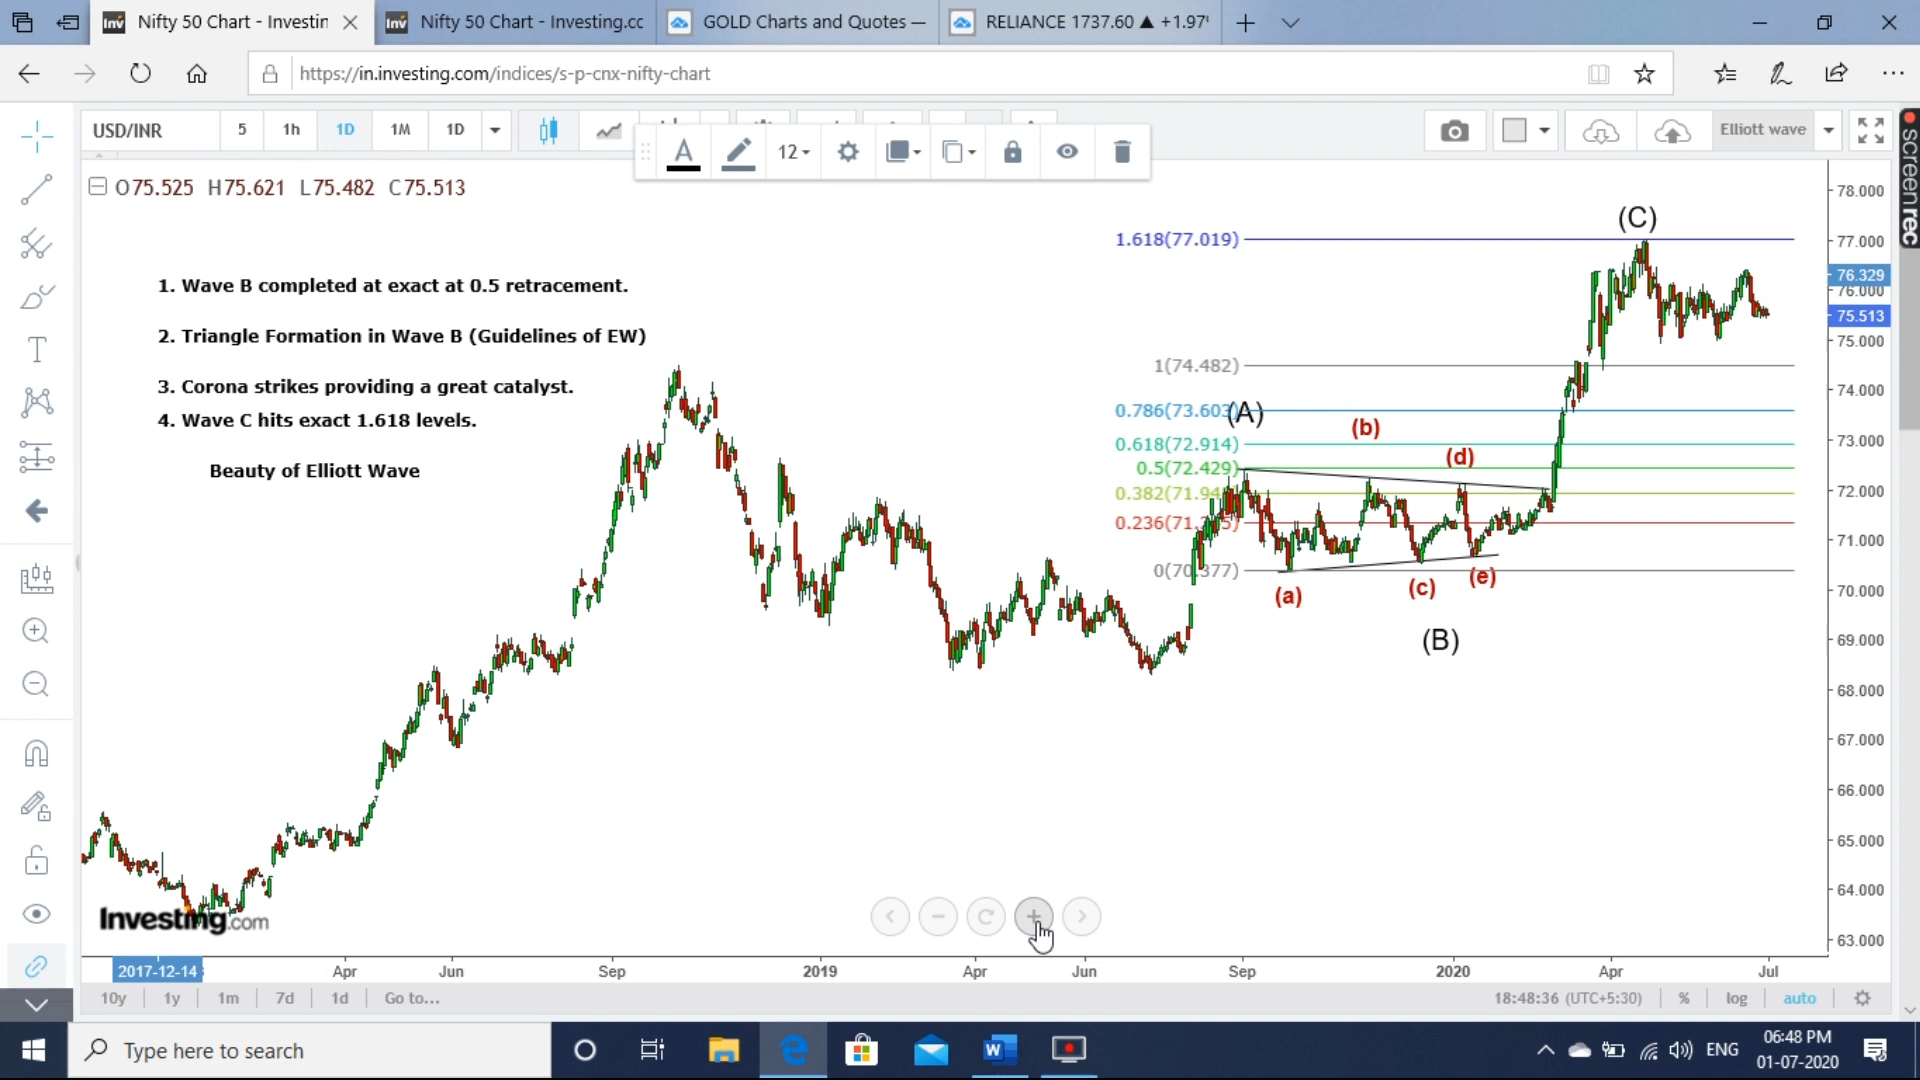 Nifty 50 Chart - Investin
Nifty 50 Chart - Investing.cc
GOLD Charts and Quotes —
RELIANCE 1737.60 ▲ +1.97
https://in.investing.com/indices/s-p-cnx-nifty-chart
USD/INR 5 1h 1D 1M 1D
12
Elliott wave
screenrec
O75.525 H75.621 L75.482 C75.513
1. Wave B completed at exact at 0.5 retracement.
2. Triangle Formation in Wave B (Guidelines of EW)
3. Corona strikes providing a great catalyst.
4. Wave C hits exact 1.618 levels.
Beauty of Elliott Wave
(C)
1.618(77.019)
1(74.482)
0.786(73.603)
(A)
(b)
0.618(72.914)
(d)
0.5(72.429)
0.382(71.94
0.236(71.
0(70.377)
(a)
(c)
(e)
(B)
78.000
77.000
76.329
76.000
75.513
75.000
74.000
73.000
72.000
71.000
70.000
69.000
68.000
67.000
66.000
65.000
64.000
63.000
Investing.com
2017-12-14 Apr Jun Sep 2019 Apr Jun Sep 2020 Apr Jul
10y 1y 1m 7d 1d Go to...
18:48:36 (UTC+5:30) % log auto
Type here to search
W
ENG
06:48 PM
01-07-2020